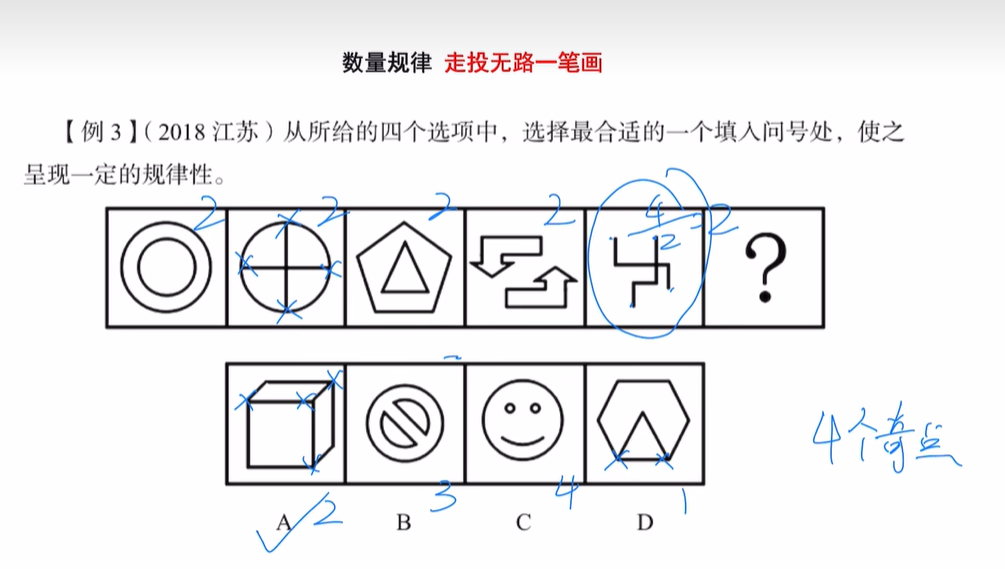 数量规律 走投无路一笔画
【例 3】（2018 江苏）从所给的四个选项中，选择最合适的一个填入问号处，使之
呈现一定的规律性。
2 2 2 2 4/2=2
?
4个奇点
2 3 4 1
A B C D